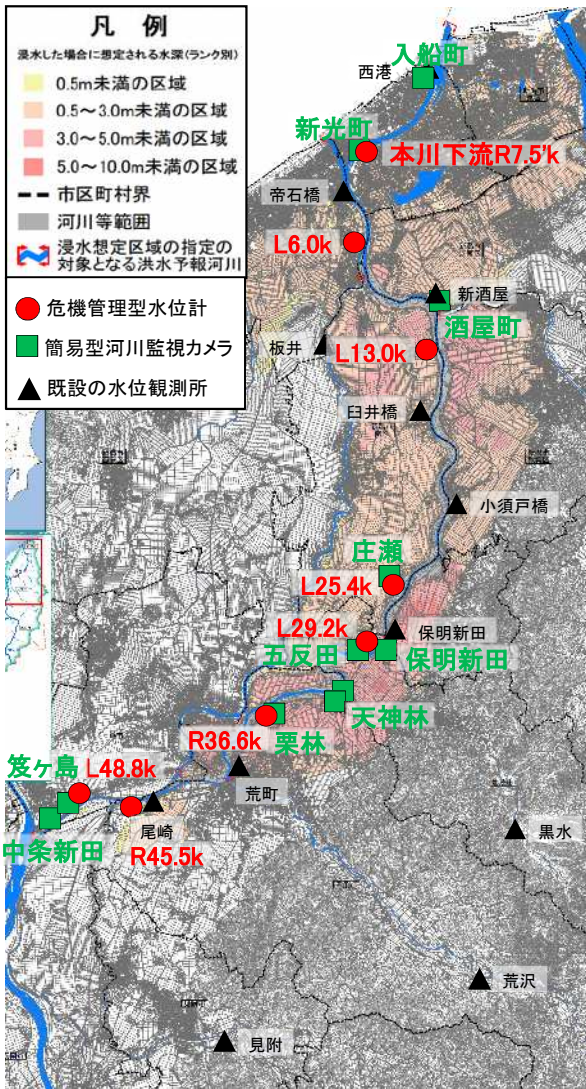 凡 例
浸水した場合に想定される水深(ランク別)
0.5m未満の区域
0.5～3.0m未満の区域
3.0～5.0m未満の区域
5.0～10.0m未満の区域
市区町村界
河川等範囲
浸水想定区域の指定の
対象となる洪水予報河川
危機管理型水位計
簡易型河川監視カメラ
既設の水位観測所
入船町
西港
新光町
本川下流R7.5'k
帝石橋
L6.0k
新酒屋
酒屋町
板井
L13.0k
臼井橋
小須戸橋
庄瀬
L25.4k
L29.2k
保明新田
五反田
保明新田
天神林
R36.6k
栗林
笈ヶ島
L48.8k
荒町
尾崎
中条新田
R45.5k
黒水
荒沢
見附